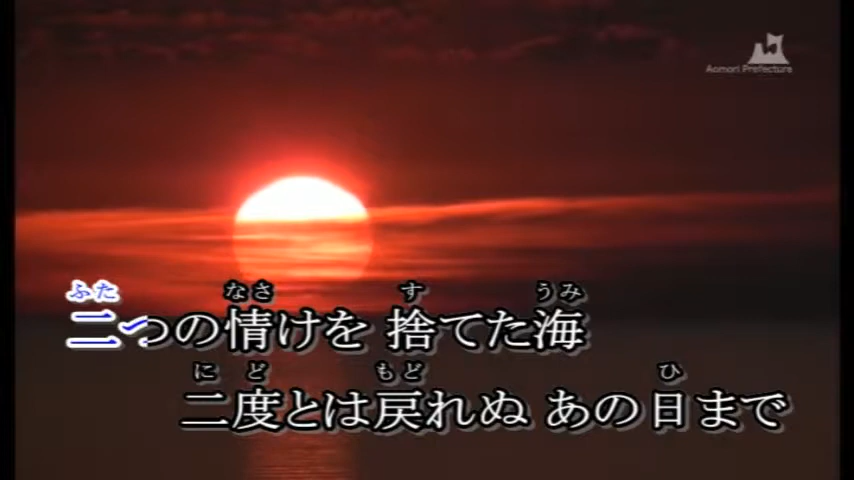 Aomori Prefecture
ふた なさ す うみ
二つの情けを 捨てた海
にど もど ひ
二度とは戻れぬ あの日まで